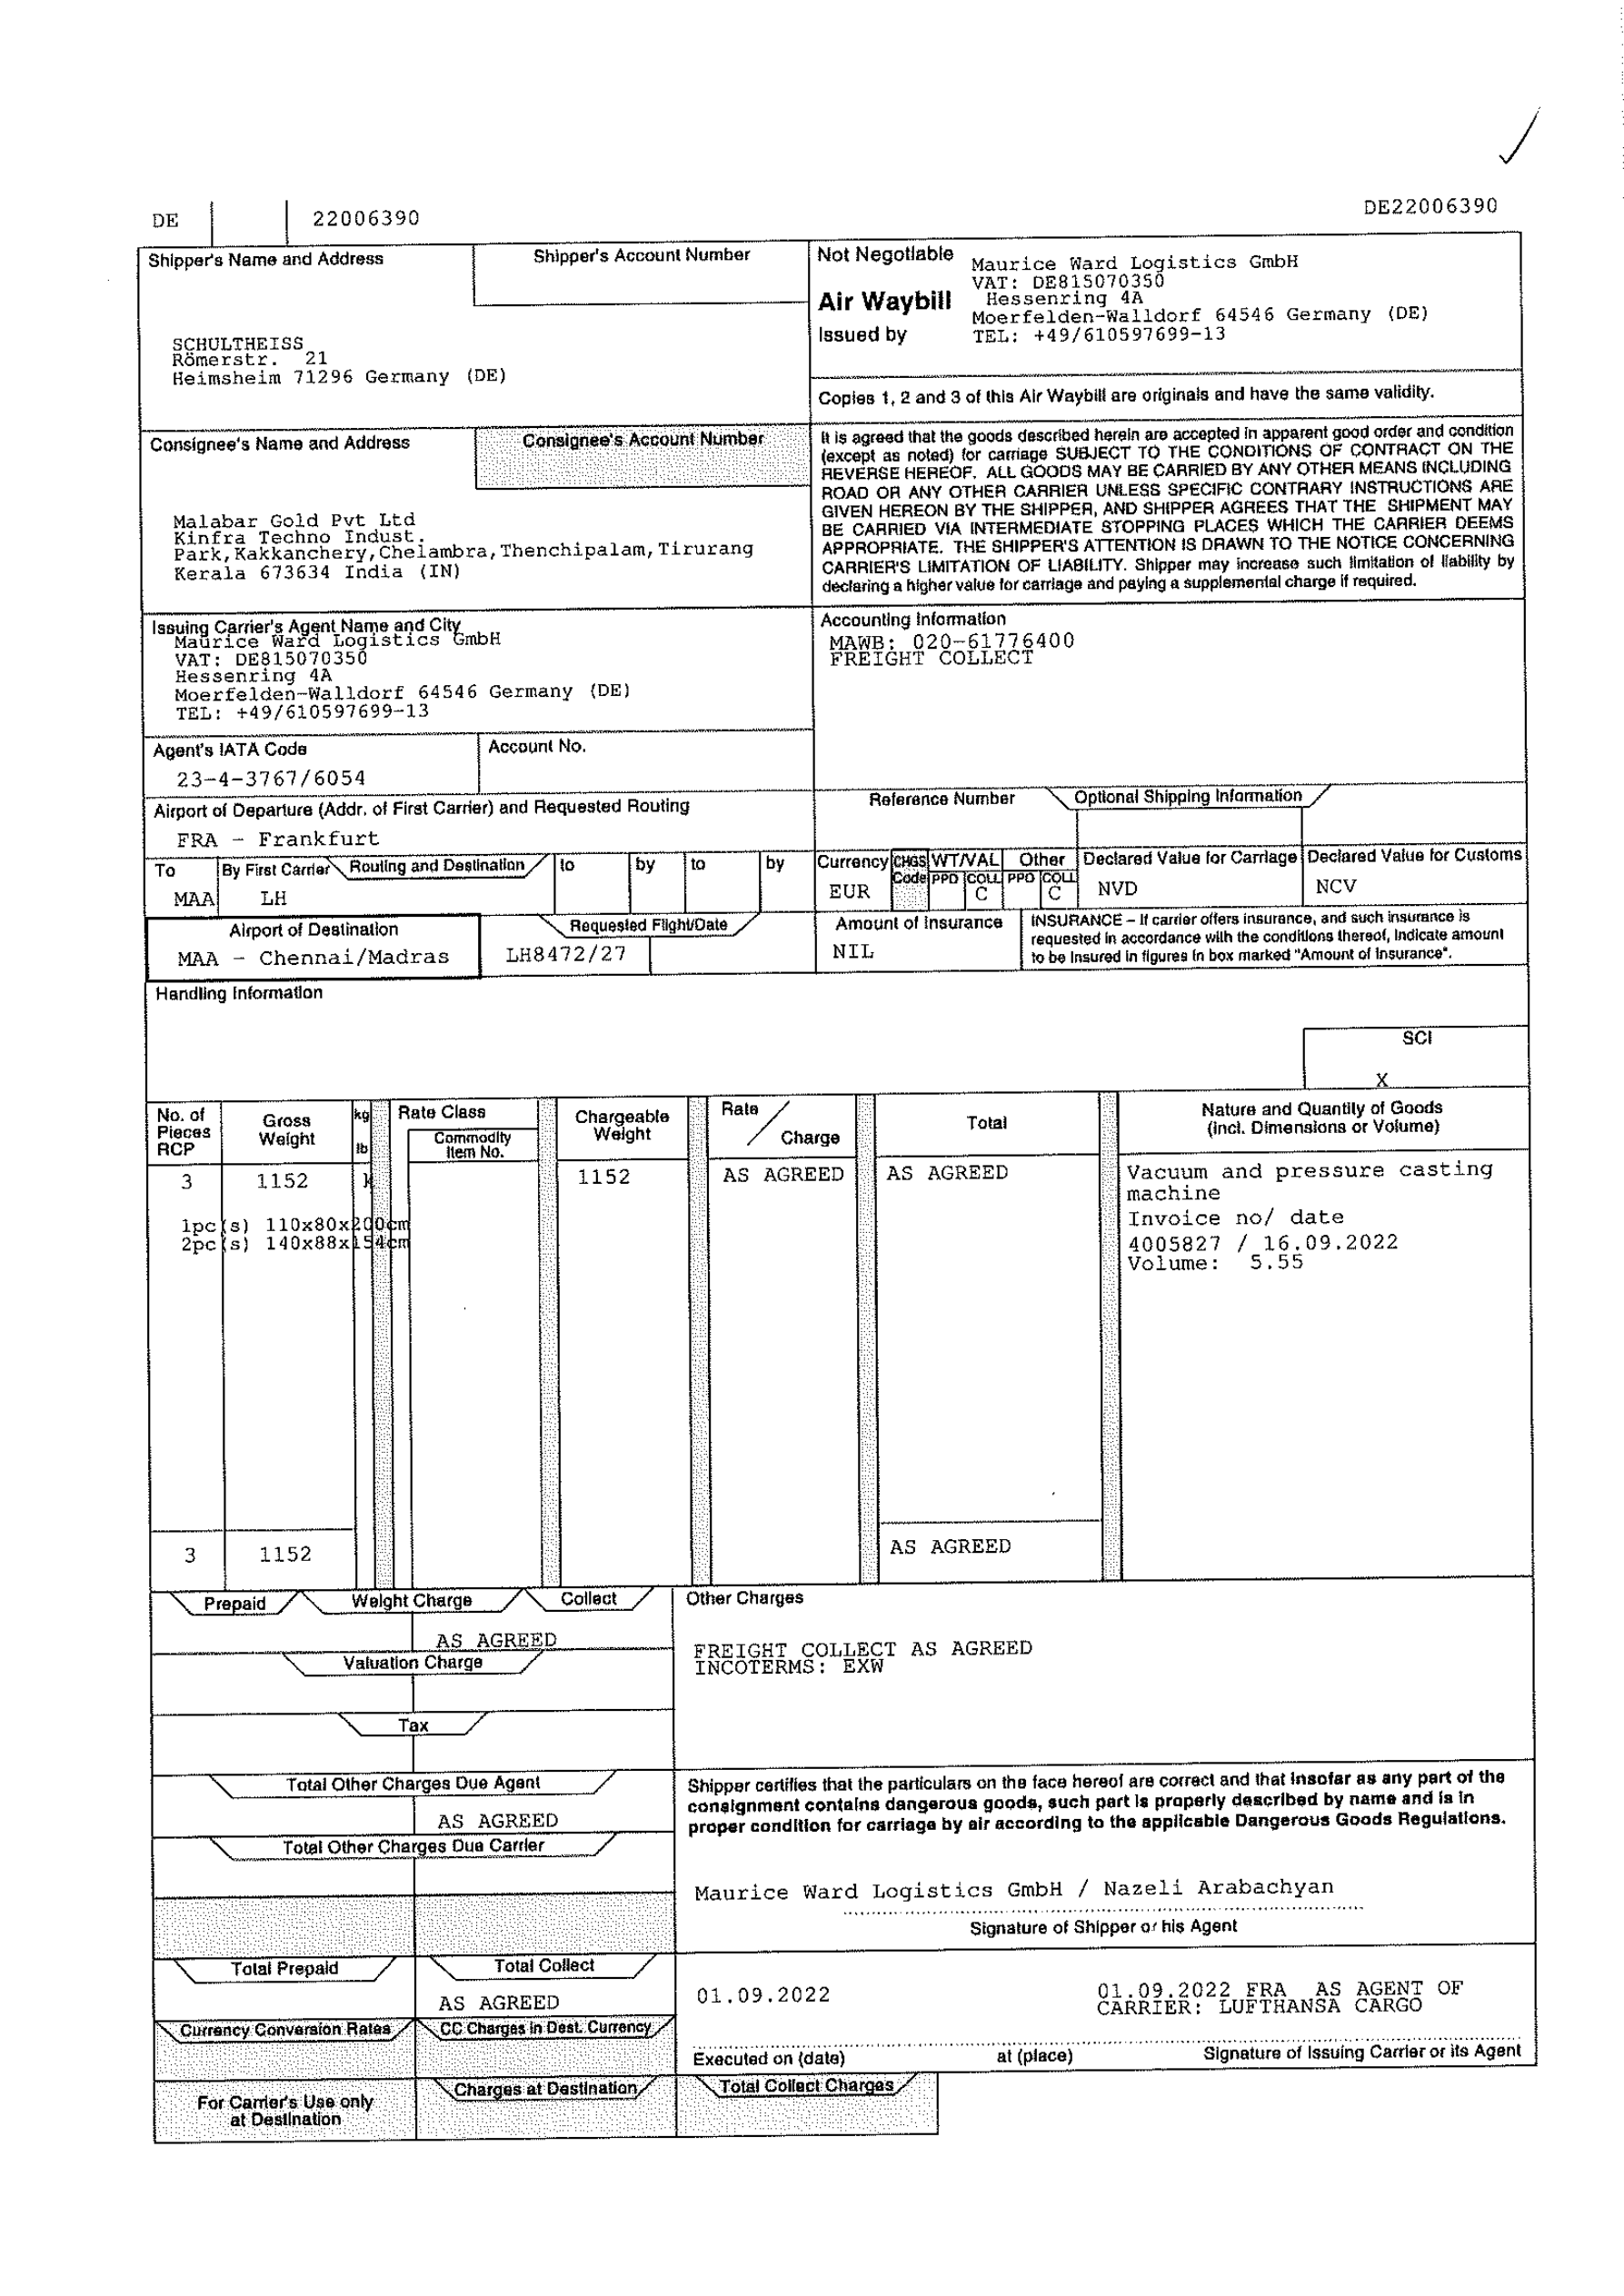 DE 22006390 DE22006390
Shipper's Name and Address
Shipper's Account Number
SCHULTHEISS
Römerstr. 21
Heimsheim 71296 Germany (DE)
Not Negotiable
Air Waybill
Issued by
Maurice Ward Logistics GmbH
VAT: DE815070350
Hessenring 4A
Moerfelden-Walldorf 64546 Germany (DE)
TEL: +49/610597699-13
Copies 1, 2 and 3 of this Air Waybill are originals and have the same validity.
Consignee's Name and Address
Consignee's Account Number
Malabar Gold Pvt Ltd
Kinfra Techno Indust.
Park,Kakkanchery,Chelambra,Thenchipalam,Tirurang
Kerala 673634 India (IN)
It is agreed that the goods described herein are accepted in apparent good order and condition
(except as noted) for carriage SUBJECT TO THE CONDITIONS OF CONTRACT ON THE
REVERSE HEREOF. ALL GOODS MAY BE CARRIED BY ANY OTHER MEANS INCLUDING
ROAD OR ANY OTHER CARRIER UNLESS SPECIFIC CONTRARY INSTRUCTIONS ARE
GIVEN HEREON BY THE SHIPPER, AND SHIPPER AGREES THAT THE SHIPMENT MAY
BE CARRIED VIA INTERMEDIATE STOPPING PLACES WHICH THE CARRIER DEEMS
APPROPRIATE. THE SHIPPER'S ATTENTION IS DRAWN TO THE NOTICE CONCERNING
CARRIER'S LIMITATION OF LIABILITY. Shipper may increase such limitation of liability by
declaring a higher value for carriage and paying a supplemental charge if required.
Issuing Carrier's Agent Name and City
Maurice Ward Logistics GmbH
VAT: DE815070350
Hessenring 4A
Moerfelden-Walldorf 64546 Germany (DE)
TEL: +49/610597699-13
Accounting Information
MAWB: 020-61776400
FREIGHT COLLECT
Agent's IATA Code
23-4-3767/6054
Account No.
Airport of Departure (Addr. of First Carrier) and Requested Routing
FRA - Frankfurt
Reference Number
Optional Shipping Information
To
MAA
By First Carrier
LH
Routing and Destination
to by to by
Currency
EUR
CHGS
Code
WT/VAL
PPD COLL
C
Other
PPD COLL
C
Declared Value for Carriage
NVD
Declared Value for Customs
NCV
Airport of Destination
MAA - Chennai/Madras
Requested Flight/Date
LH8472/27
Amount of Insurance
NIL
INSURANCE – If carrier offers insurance, and such insurance is
requested in accordance with the conditions thereof, indicate amount
to be insured in figures in box marked "Amount of Insurance".
Handling Information
SCI
X
No. of
Pieces
RCP
Gross
Weight
kg
lb
Rate Class
Commodity
Item No.
Chargeable
Weight
Rate
Charge
Total
Nature and Quantity of Goods
(incl. Dimensions or Volume)
3 1152 K 1152 AS AGREED AS AGREED
1pc(s) 110x80x200cm
2pc(s) 140x88x154cm
Vacuum and pressure casting
machine
Invoice no/ date
4005827 / 16.09.2022
Volume: 5.55
3 1152 AS AGREED
Prepaid Weight Charge Collect
AS AGREED
Valuation Charge
Tax
Other Charges
FREIGHT COLLECT AS AGREED
INCOTERMS: EXW
Total Other Charges Due Agent
AS AGREED
Total Other Charges Due Carrier
Shipper certifies that the particulars on the face hereof are correct and that insofar as any part of the
consignment contains dangerous goods, such part is properly described by name and is in
proper condition for carriage by air according to the applicable Dangerous Goods Regulations.
Maurice Ward Logistics GmbH / Nazeli Arabachyan
Signature of Shipper or his Agent
Total Prepaid
Total Collect
AS AGREED
Currency Conversion Rates
CC Charges in Dest. Currency
01.09.2022
01.09.2022 FRA AS AGENT OF
CARRIER: LUFTHANSA CARGO
Executed on (date) at (place) Signature of Issuing Carrier or its Agent
For Carrier's Use only
at Destination
Charges at Destination
Total Collect Charges